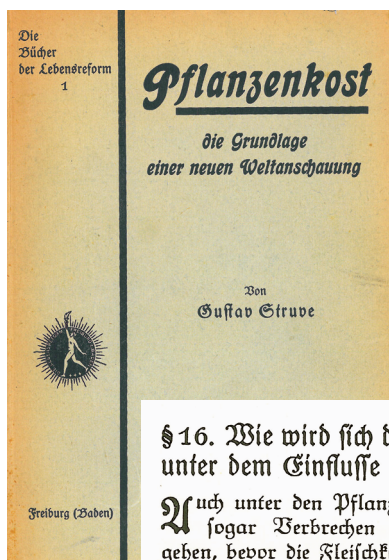 Die
Bücher
der Lebensreform
1
Pflanzenkost
die Grundlage
einer neuen Weltanschauung
Von
Gustav Struve
Freiburg (Baden)
§ 16. Wie wird sich d
unter dem Einflusse
Auch unter den Pflanz
sogar Verbrechen
gehen, bevor die Fleischk